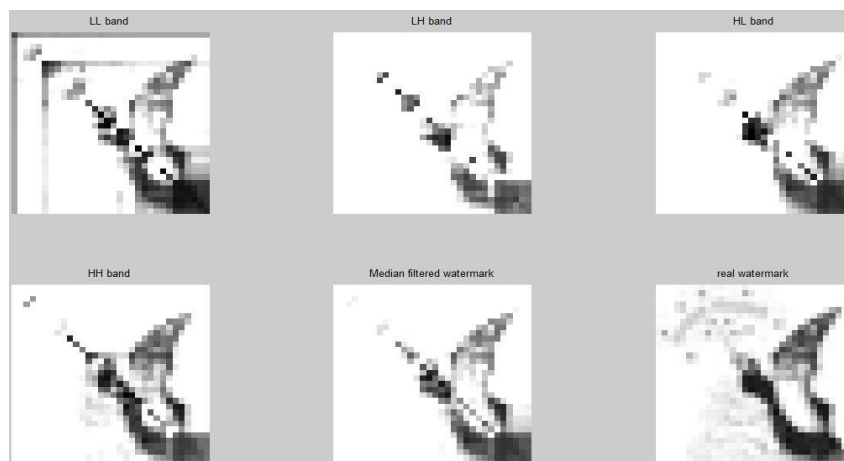 LL band
LH band
HL band
HH band
Median filtered watermark
real watermark